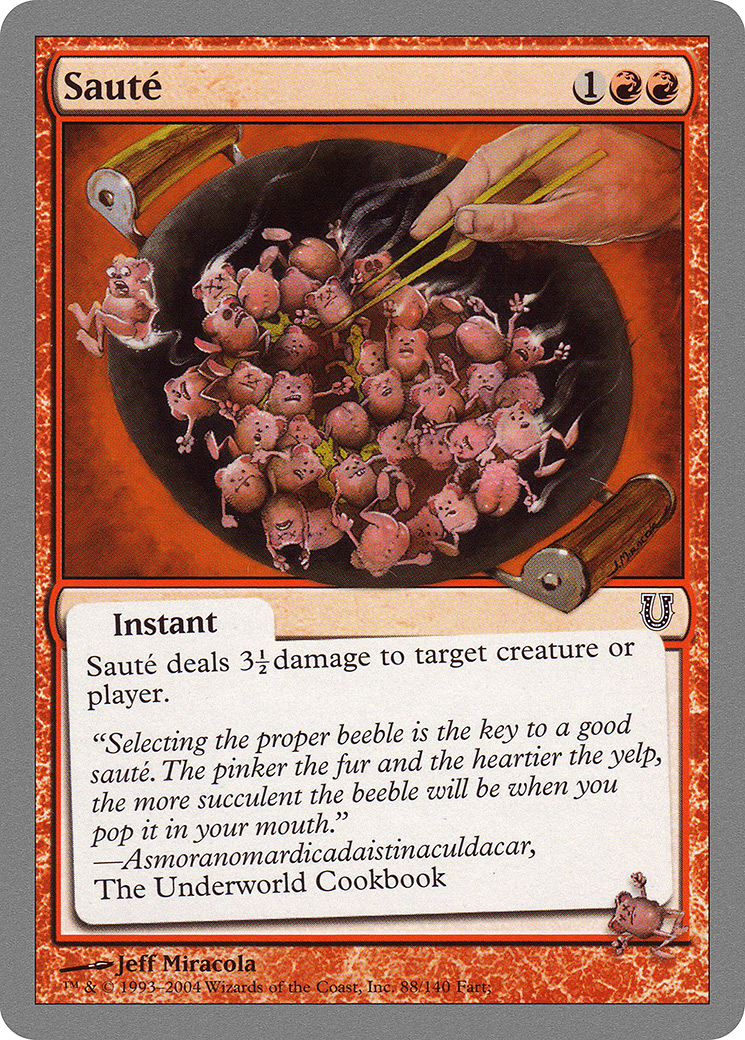 Sauté 1
J. MIRACOLA
Instant
Sauté deals 3½ damage to target creature or
player.
“Selecting the proper beeble is the key to a good
sauté. The pinker the fur and the heartier the yelp,
the more succulent the beeble will be when you
pop it in your mouth.”
—Asmoranomardicadaistinaculdacar,
The Underworld Cookbook
Jeff Miracola
™ & © 1993–2004 Wizards of the Coast, Inc. 88/140 Fart;